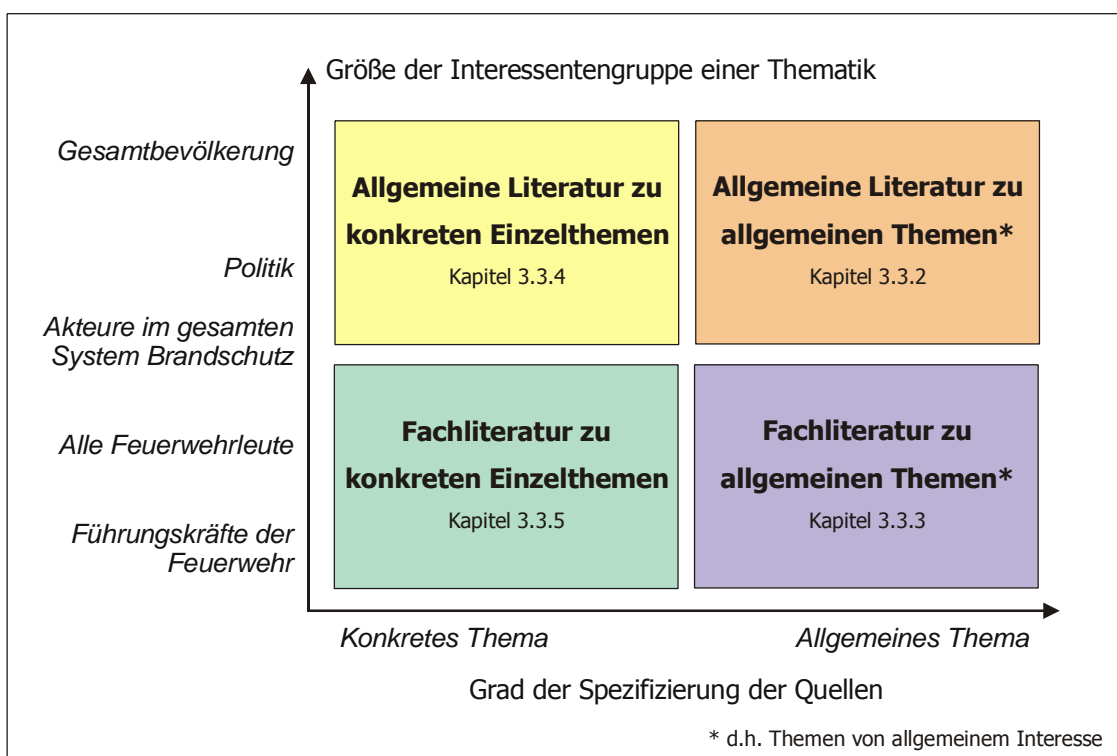 Größe der Interessentengruppe einer Thematik
Gesamtbevölkerung
Politik
Akteure im gesamten
System Brandschutz
Alle Feuerwehrleute
Führungskräfte der
Feuerwehr
Allgemeine Literatur zu
konkreten Einzelthemen
Kapitel 3.3.4
Allgemeine Literatur zu
allgemeinen Themen*
Kapitel 3.3.2
Fachliteratur zu
konkreten Einzelthemen
Kapitel 3.3.5
Fachliteratur zu
allgemeinen Themen*
Kapitel 3.3.3
Konkretes Thema
Allgemeines Thema
Grad der Spezifizierung der Quellen
* d.h. Themen von allgemeinem Interesse